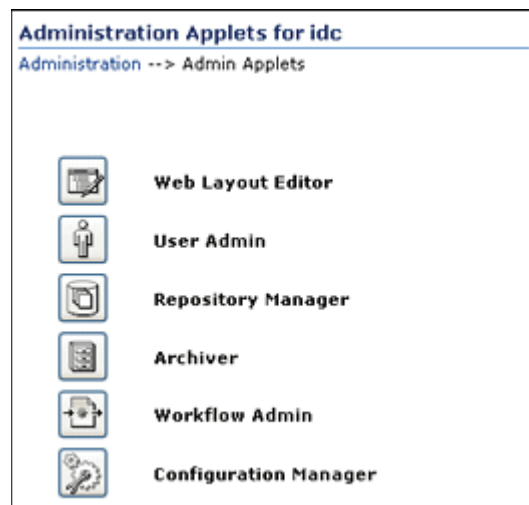 Administration Applets for idc
Administration --> Admin Applets
Web Layout Editor
User Admin
Repository Manager
Archiver
Workflow Admin
Configuration Manager